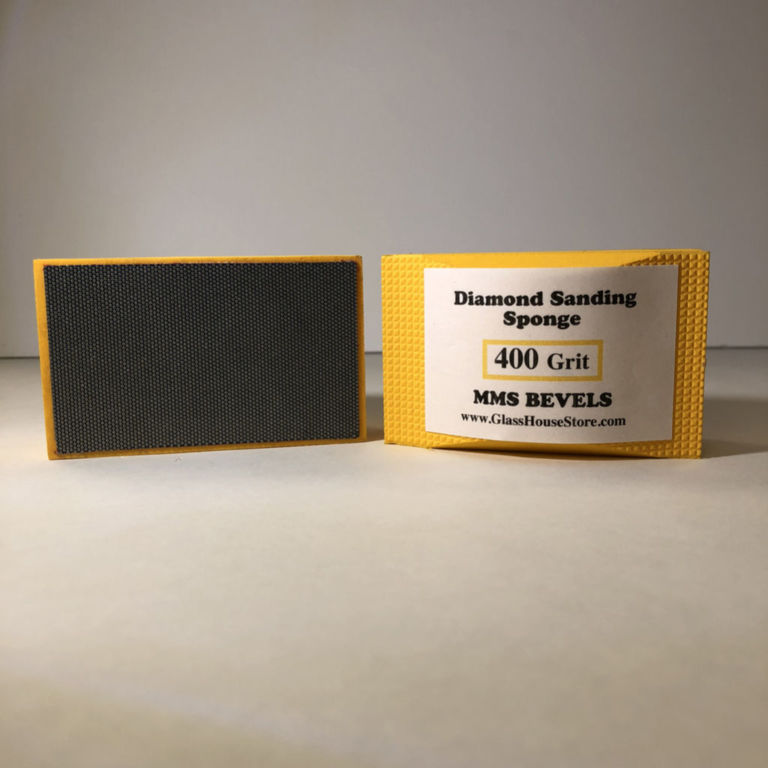 Diamond Sanding
Sponge
400 Grit
MMS BEVELS
www.GlassHouseStore.com